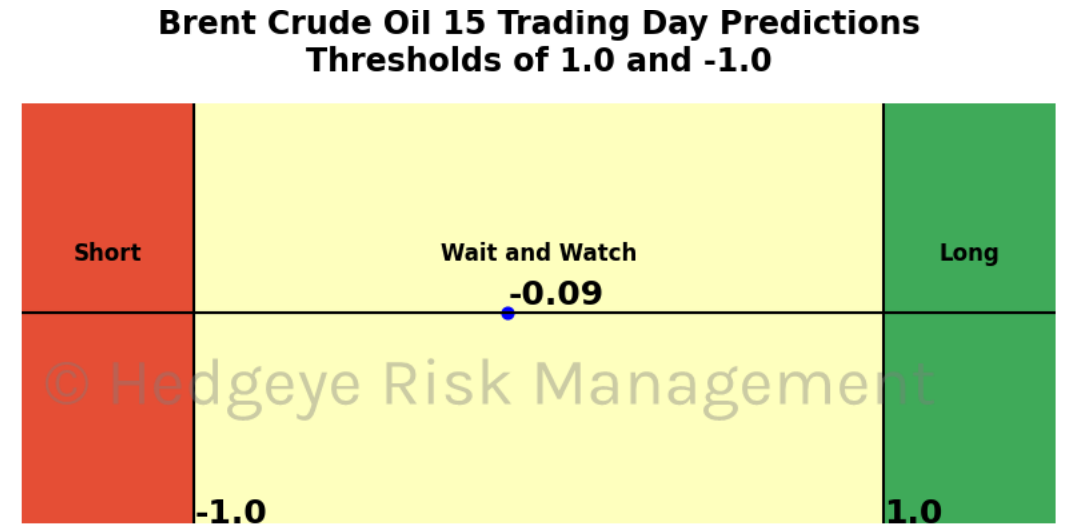 Brent Crude Oil 15 Trading Day Predictions
Thresholds of 1.0 and -1.0
Short
Wait and Watch
Long
-0.09
© Hedgeye Risk Management
-1.0
1.0